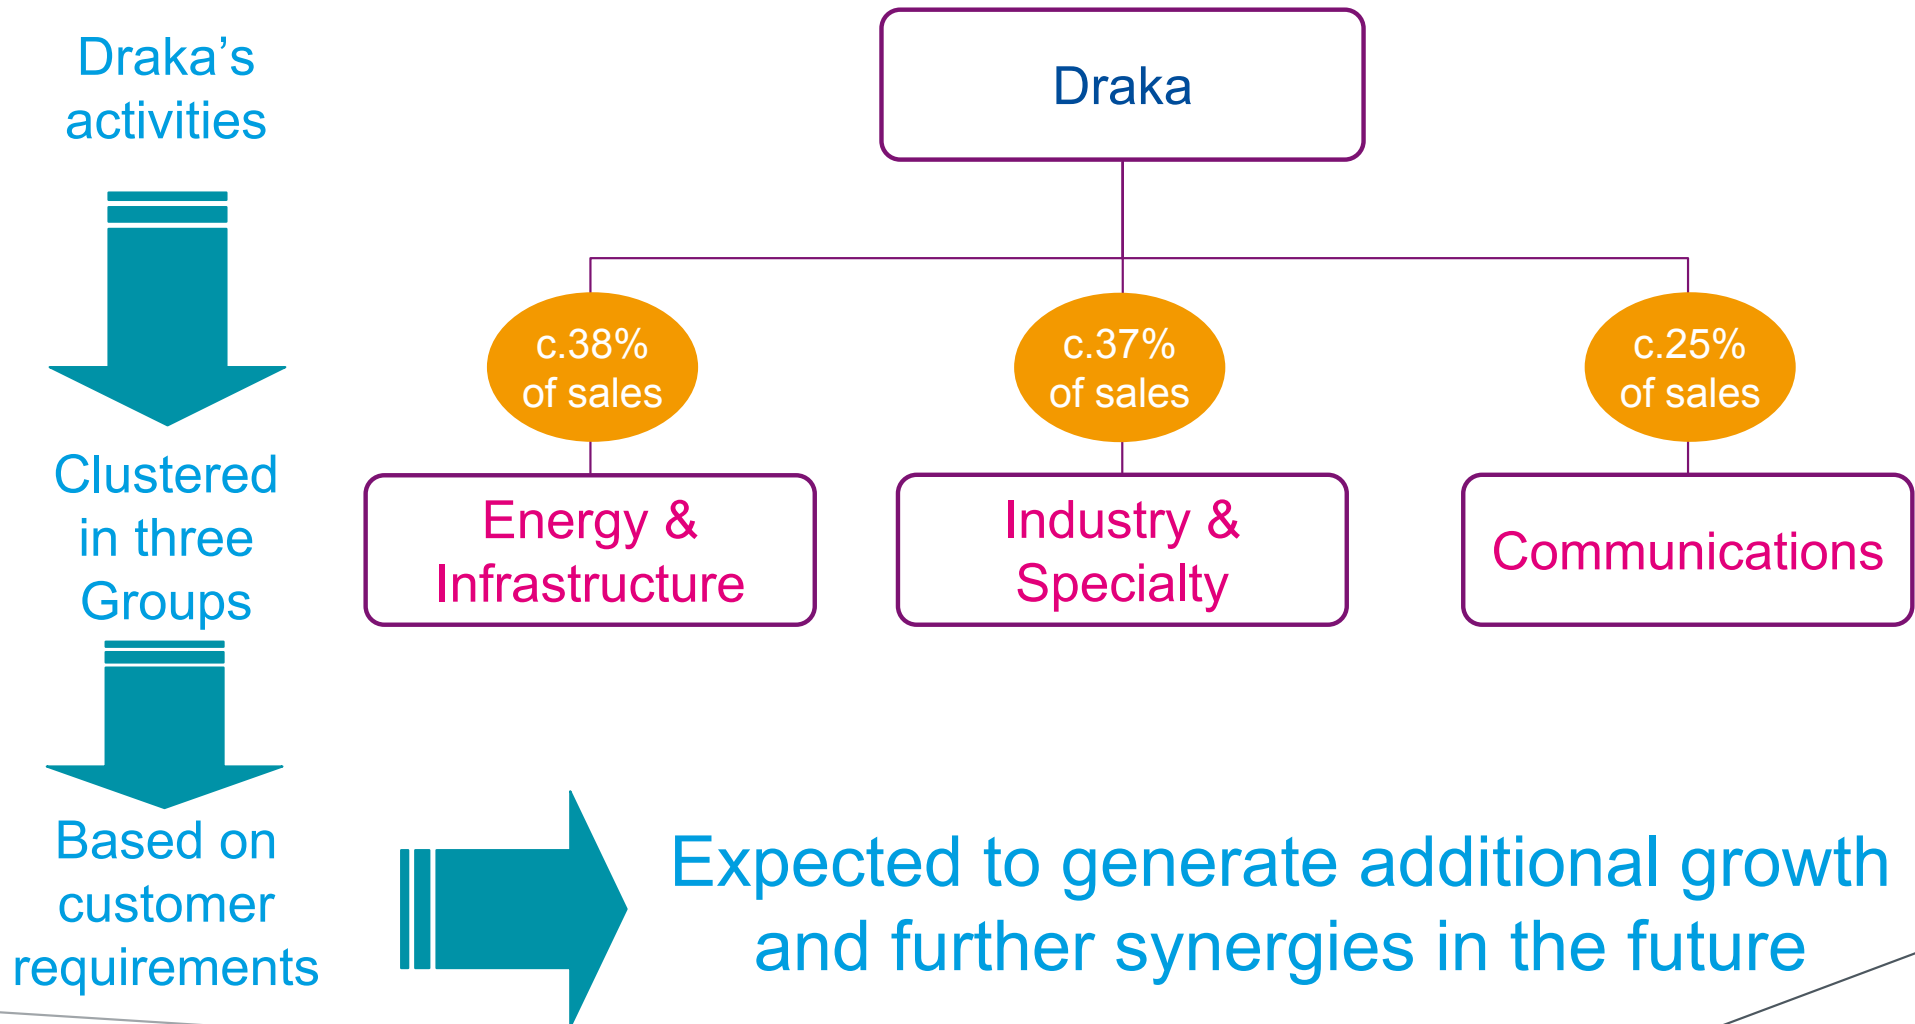 Draka's
activities
Draka
c.38%
of sales
c.37%
of sales
c.25%
of sales
Clustered
in three
Groups
Energy &
Infrastructure
Industry &
Specialty
Communications
Based on
customer
requirements
Expected to generate additional growth
and further synergies in the future